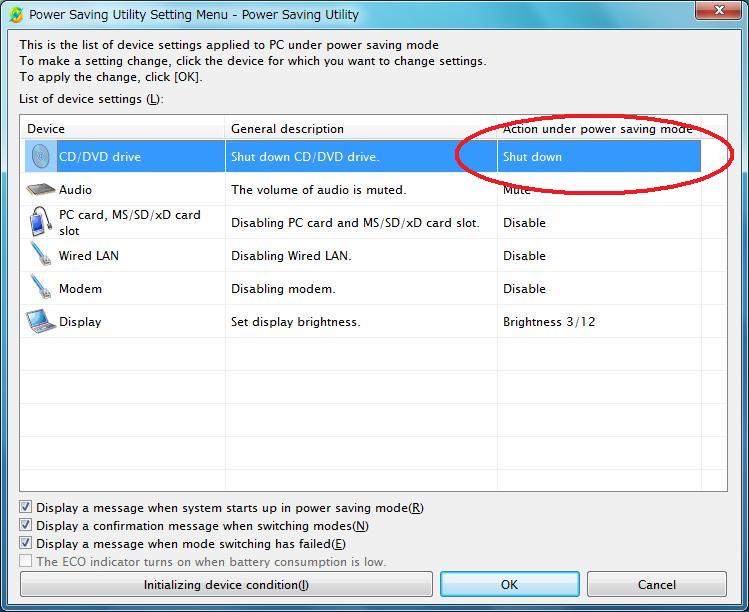 Power Saving Utility Setting Menu - Power Saving Utility
This is the list of device settings applied to PC under power saving mode
To make a setting change, click the device for which you want to change settings.
To apply the change, click [OK].
List of device settings (L):
Device General description Action under power saving mode
CD/DVD drive Shut down CD/DVD drive. Shut down
Audio The volume of audio is muted. Mute
PC card, MS/SD/xD card
slot Disabling PC card and MS/SD/xD card slot. Disable
Wired LAN Disabling Wired LAN. Disable
Modem Disabling modem. Disable
Display Set display brightness. Brightness 3/12
Display a message when system starts up in power saving mode(R)
Display a confirmation message when switching modes(N)
Display a message when mode switching has failed(E)
The ECO indicator turns on when battery consumption is low.
Initializing device condition(I) OK Cancel